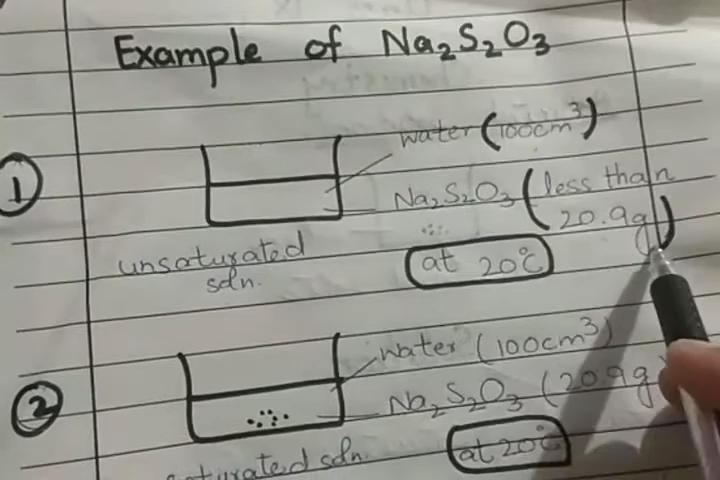 Example of Na₂S₂O₃
1
water (100cm³)
Na₂S₂O₃ (less than
20.9g)
unsaturated
soln.
at 20°C
2
water (100cm³)
Na₂S₂O₃ (20.9g
saturated soln.
at 20°C